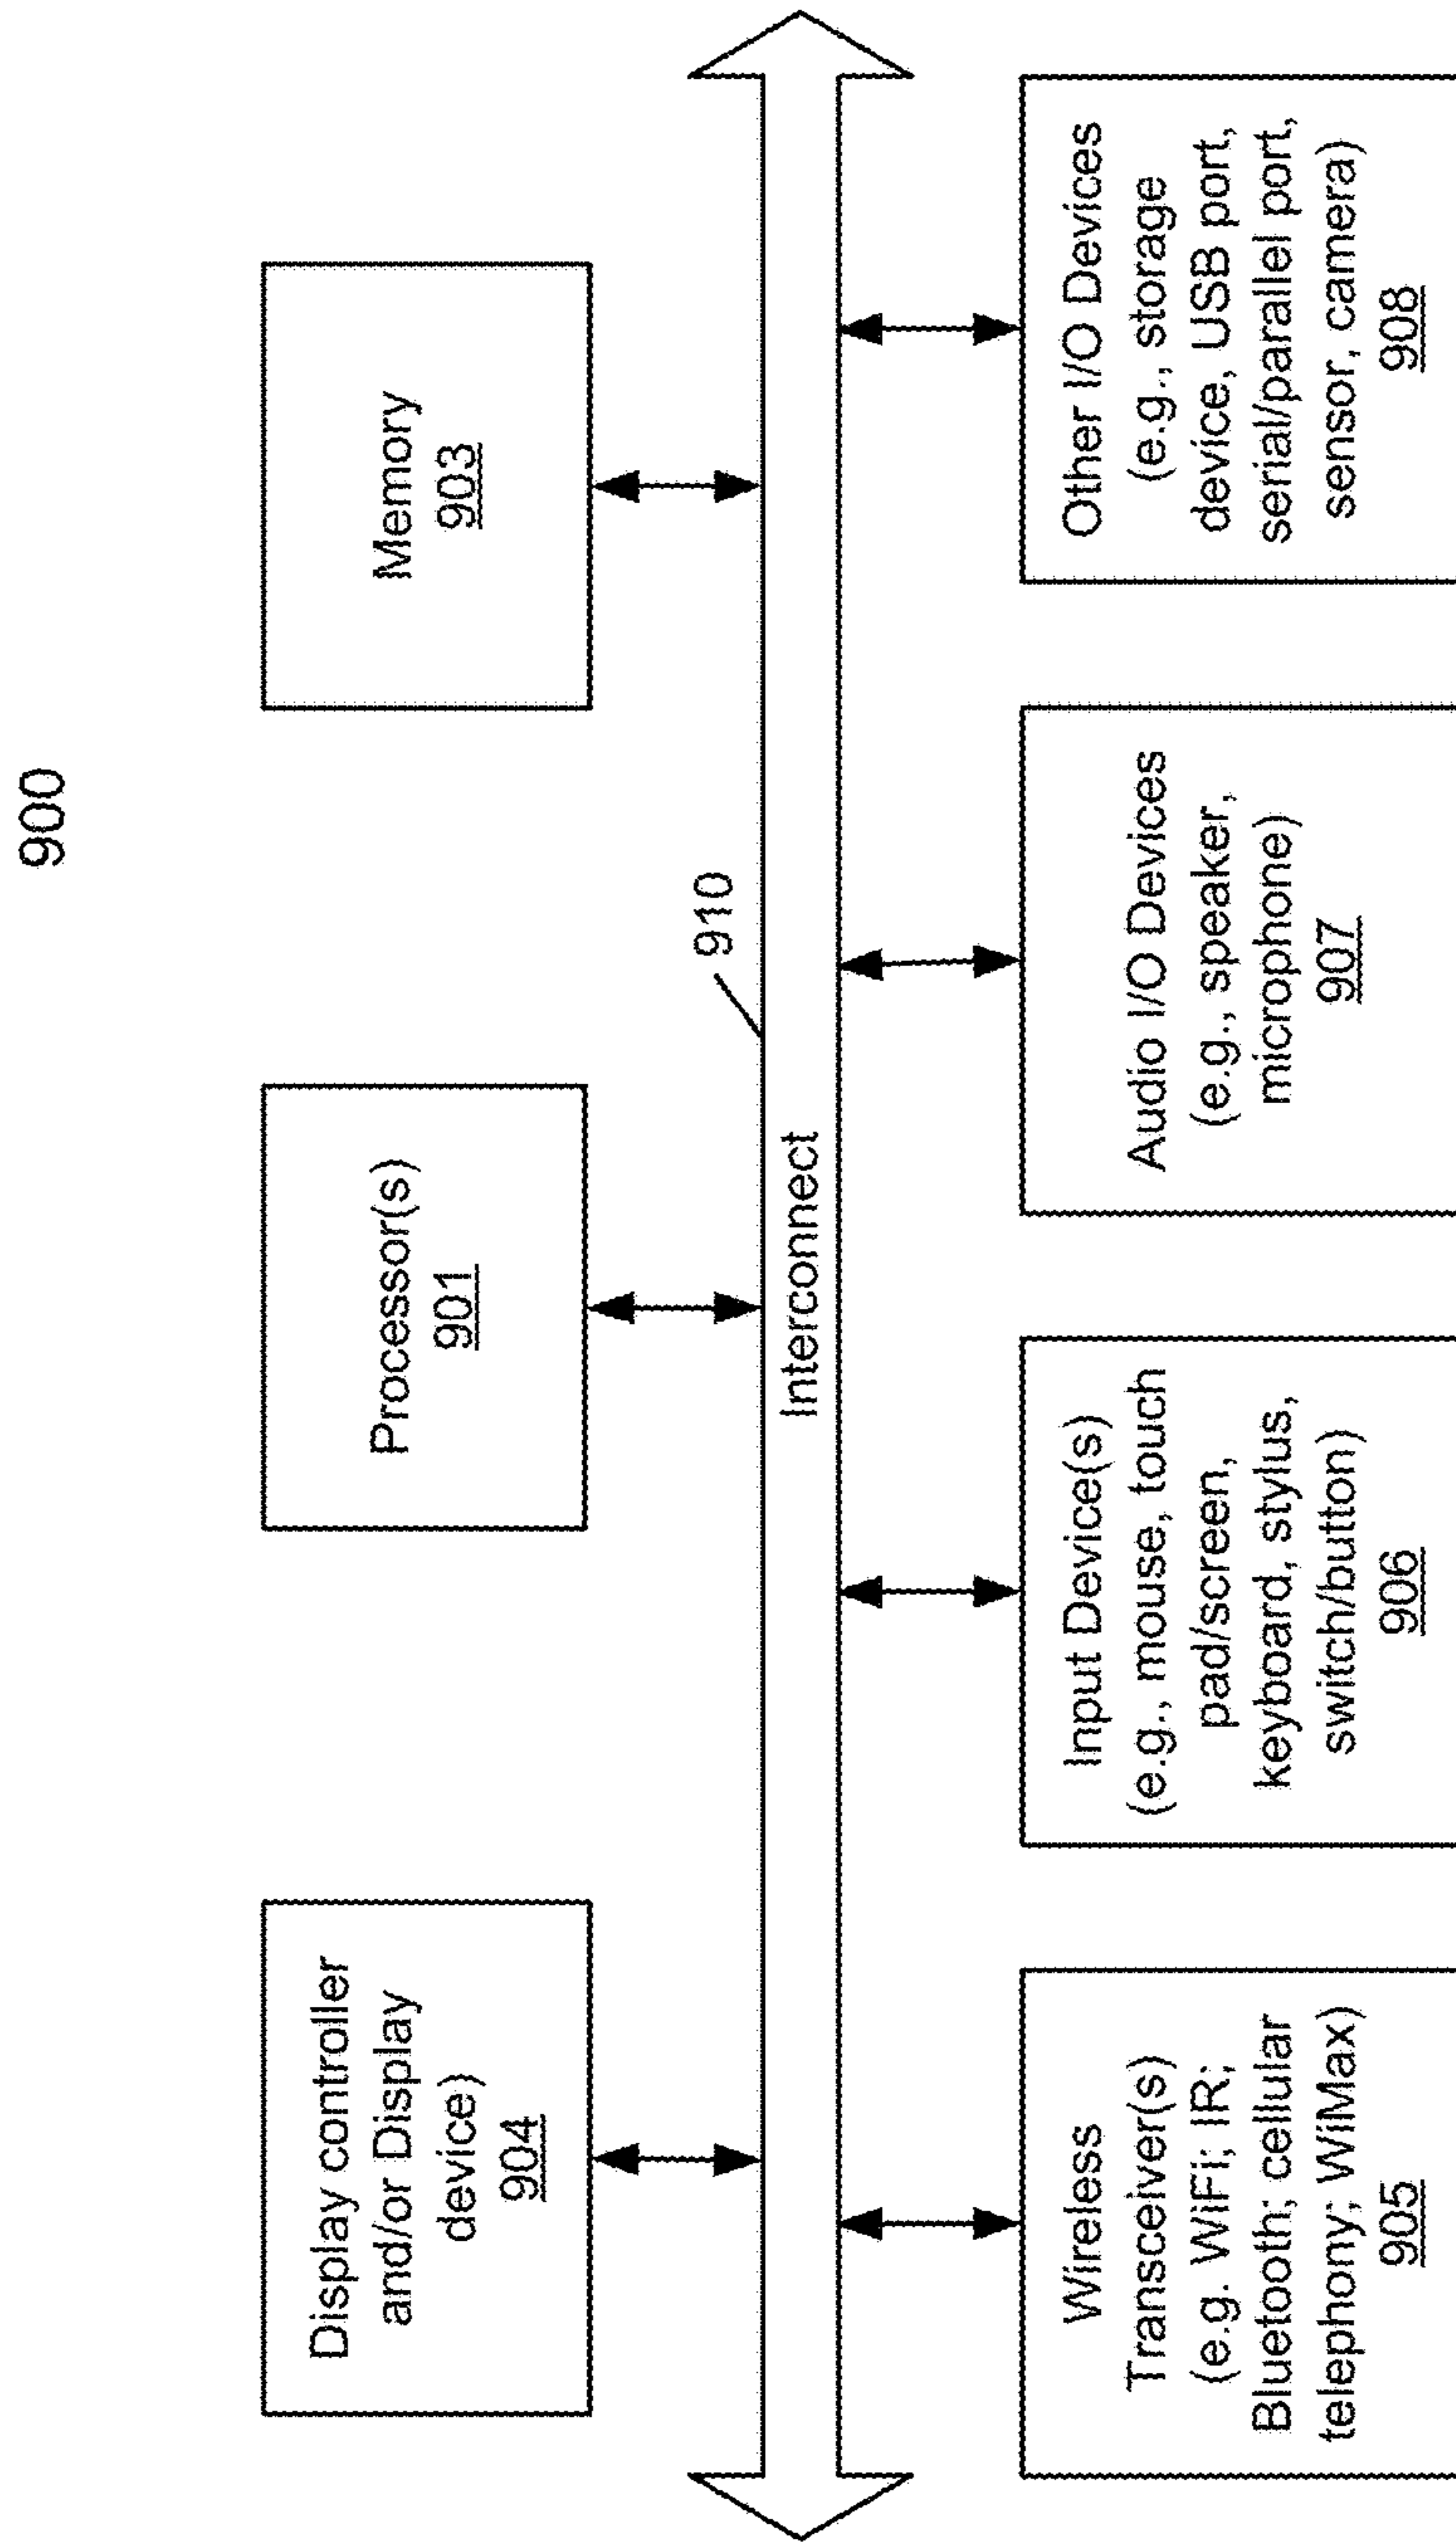 900
Display controller
and/or Display
device)
904
Processor(s)
901
Memory
903
910
Interconnect
Wireless
Transceiver(s)
(e.g. WiFi; IR;
Bluetooth; cellular
telephony; WiMax)
905
Input Device(s)
(e.g., mouse, touch
pad/screen,
keyboard, stylus,
switch/button)
906
Audio I/O Devices
(e.g., speaker,
microphone)
907
Other I/O Devices
(e.g., storage
device, USB port,
serial/parallel port,
sensor, camera)
908